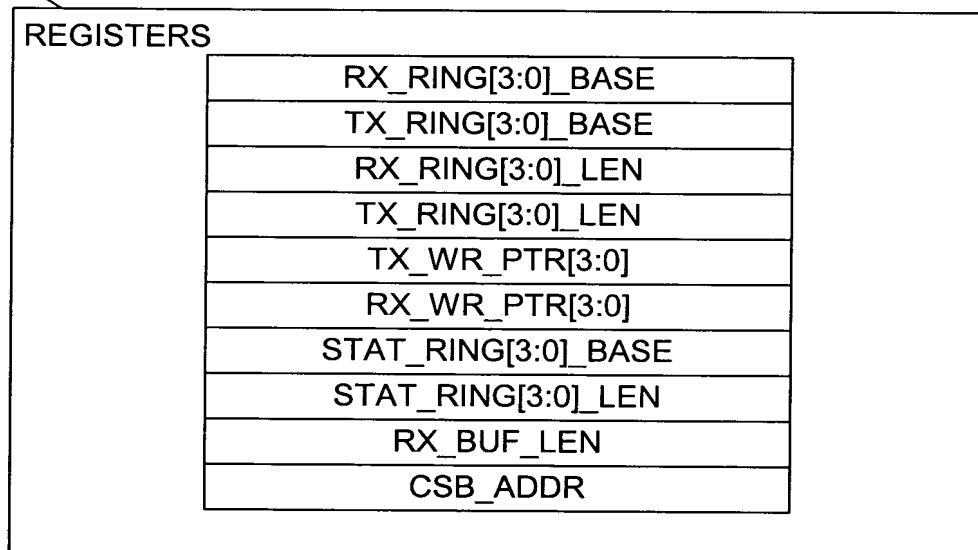 REGISTERS
RX_RING[3:0]_BASE
TX_RING[3:0]_BASE
RX_RING[3:0]_LEN
TX_RING[3:0]_LEN
TX_WR_PTR[3:0]
RX_WR_PTR[3:0]
STAT_RING[3:0]_BASE
STAT_RING[3:0]_LEN
RX_BUF_LEN
CSB_ADDR